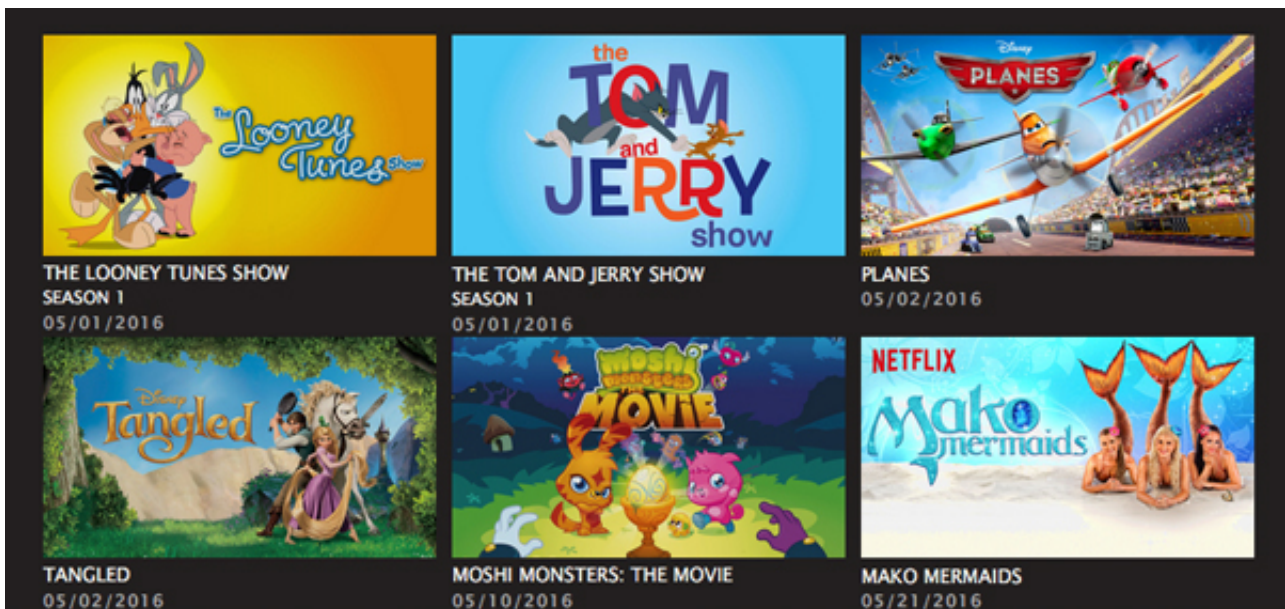 The
Looney
Tunes Show
THE LOONEY TUNES SHOW
SEASON 1
05/01/2016
the
TOM
and
JERRY
show
THE TOM AND JERRY SHOW
SEASON 1
05/01/2016
Disney
PLANES
PLANES
05/02/2016
Disney
Tangled
TANGLED
05/02/2016
moshi
monsters
THE
MOVIE
MOSHI MONSTERS: THE MOVIE
05/10/2016
NETFLIX
Mako
mermaids
MAKO MERMAIDS
05/21/2016